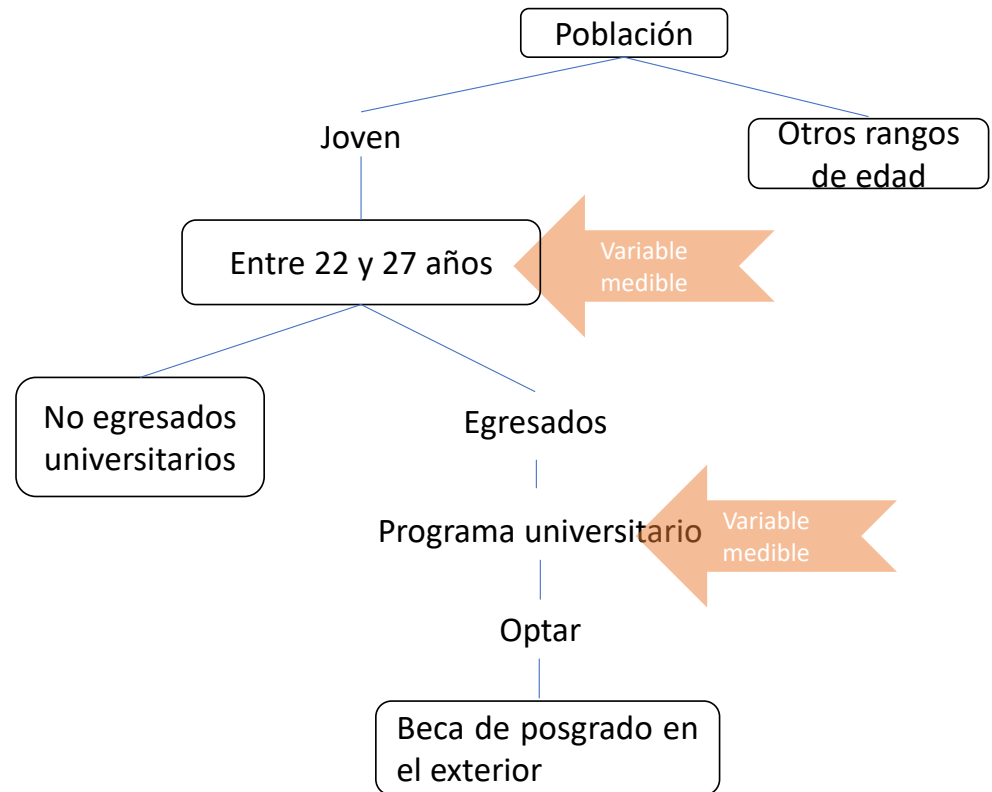 Población
Joven
Otros rangos
de edad
Entre 22 y 27 años
Variable
medible
No egresados
universitarios
Egresados
Programa universitario
Variable
medible
Optar
Beca de posgrado en
el exterior